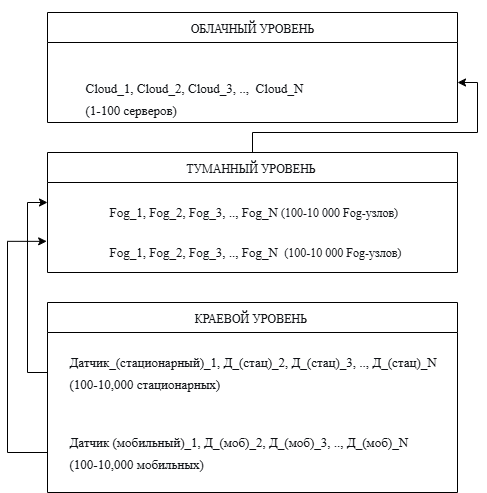 ОБЛАЧНЫЙ УРОВЕНЬ
Cloud_1, Cloud_2, Cloud_3, .., Cloud_N
(1-100 серверов)
ТУМАННЫЙ УРОВЕНЬ
Fog_1, Fog_2, Fog_3, .., Fog_N (100-10 000 Fog-узлов)
Fog_1, Fog_2, Fog_3, .., Fog_N (100-10 000 Fog-узлов)
КРАЕВОЙ УРОВЕНЬ
Датчик_(стационарный)_1, Д_(стац)_2, Д_(стац)_3, .., Д_(стац)_N
(100-10,000 стационарных)
Датчик (мобильный)_1, Д_(моб)_2, Д_(моб)_3, .., Д_(моб)_N
(100-10,000 мобильных)